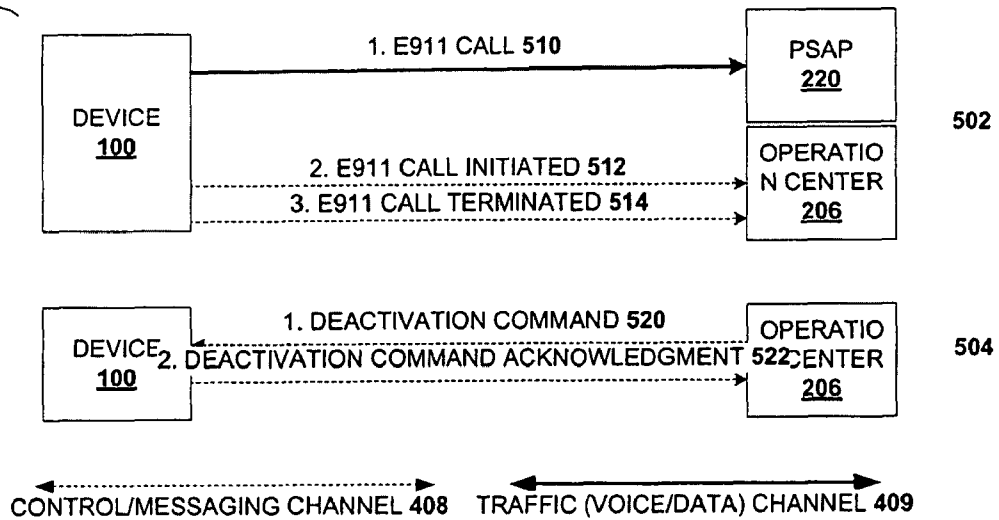 1. E911 CALL 510
PSAP
220
502
DEVICE
100
2. E911 CALL INITIATED 512
3. E911 CALL TERMINATED 514
OPERATIO
N CENTER
206
1. DEACTIVATION COMMAND 520
OPERATIO
504
DEVICE
2. DEACTIVATION COMMAND ACKNOWLEDGMENT 522
CENTER
100
206
CONTROL/MESSAGING CHANNEL 408
TRAFFIC (VOICE/DATA) CHANNEL 409